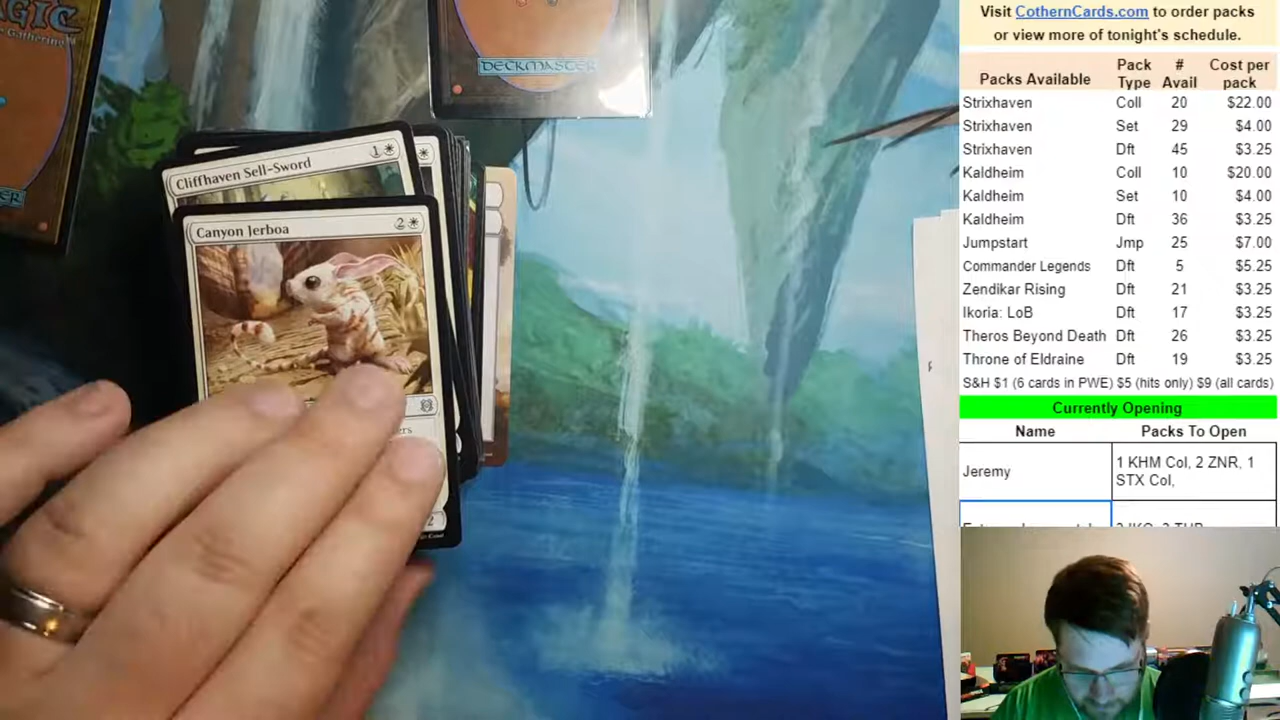 AGIC
Gathering
DECKMASTER
Cliffhaven Sell-Sword 1
Canyon Jerboa 2
ers
2
Visit CothernCards.com to order packs
or view more of tonight's schedule.
Packs Available Pack Type # Avail Cost per pack
Strixhaven Coll 20 $22.00
Strixhaven Set 29 $4.00
Strixhaven Dft 45 $3.25
Kaldheim Coll 10 $20.00
Kaldheim Set 10 $4.00
Kaldheim Dft 36 $3.25
Jumpstart Jmp 25 $7.00
Commander Legends Dft 5 $5.25
Zendikar Rising Dft 21 $3.25
Ikoria: LoB Dft 17 $3.25
Theros Beyond Death Dft 26 $3.25
Throne of Eldraine Dft 19 $3.25
S&H $1 (6 cards in PWE) $5 (hits only) $9 (all cards)
Currently Opening
Name Packs To Open
Jeremy 1 KHM Col, 2 ZNR, 1
STX Col,